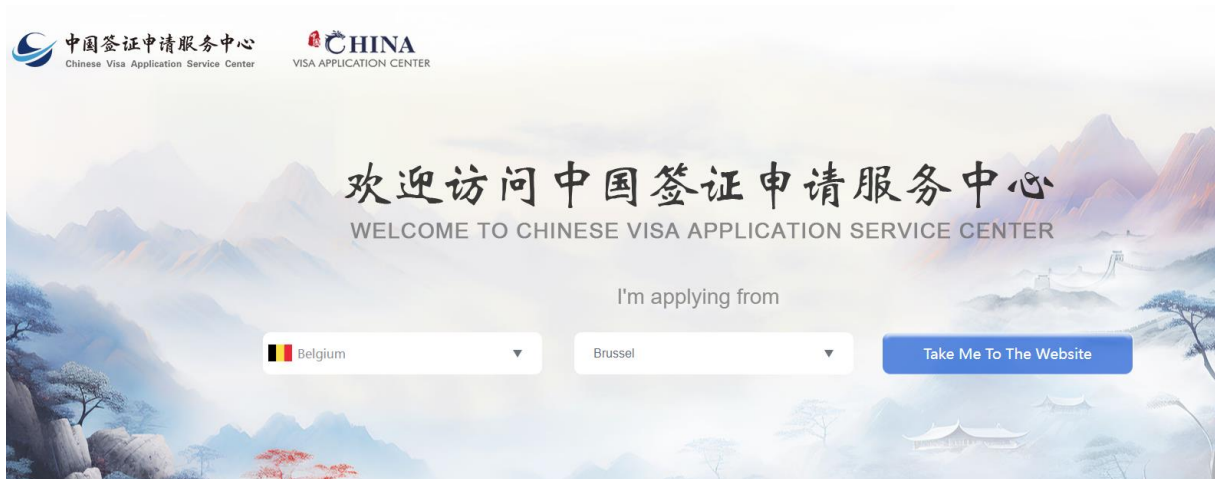 中国签证申请服务中心
Chinese Visa Application Service Center
CHINA
VISA APPLICATION CENTER
欢迎访问中国签证申请服务中心
WELCOME TO CHINESE VISA APPLICATION SERVICE CENTER
I'm applying from
Belgium
Brussel
Take Me To The Website